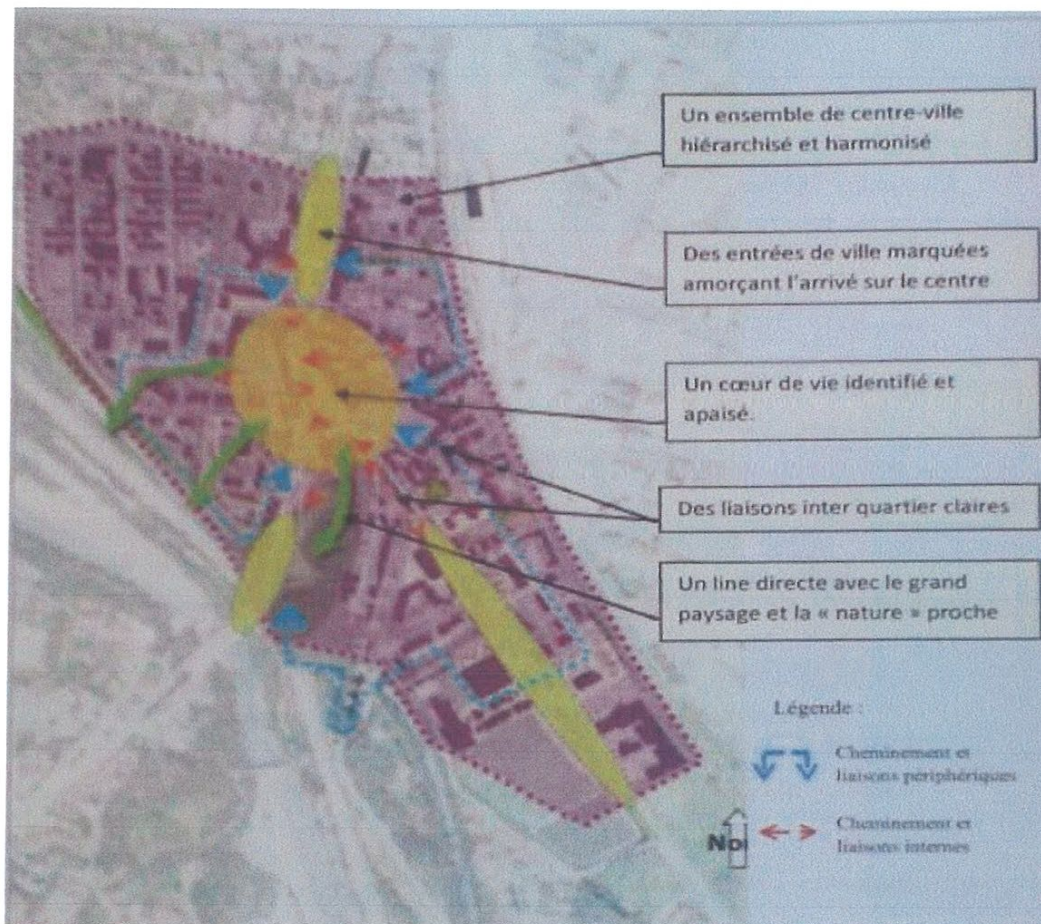 Un ensemble de centre-ville
hiérarchisé et harmonisé
Des entrées de ville marquées
amorçant l'arrivé sur le centre
Un cœur de vie identifié et
apaisé.
Des liaisons inter quartier claires
Un line directe avec le grand
paysage et la « nature » proche
Légende :
Cheminement et
liaisons périphériques
Noi
Cheminement et
liaisons internes